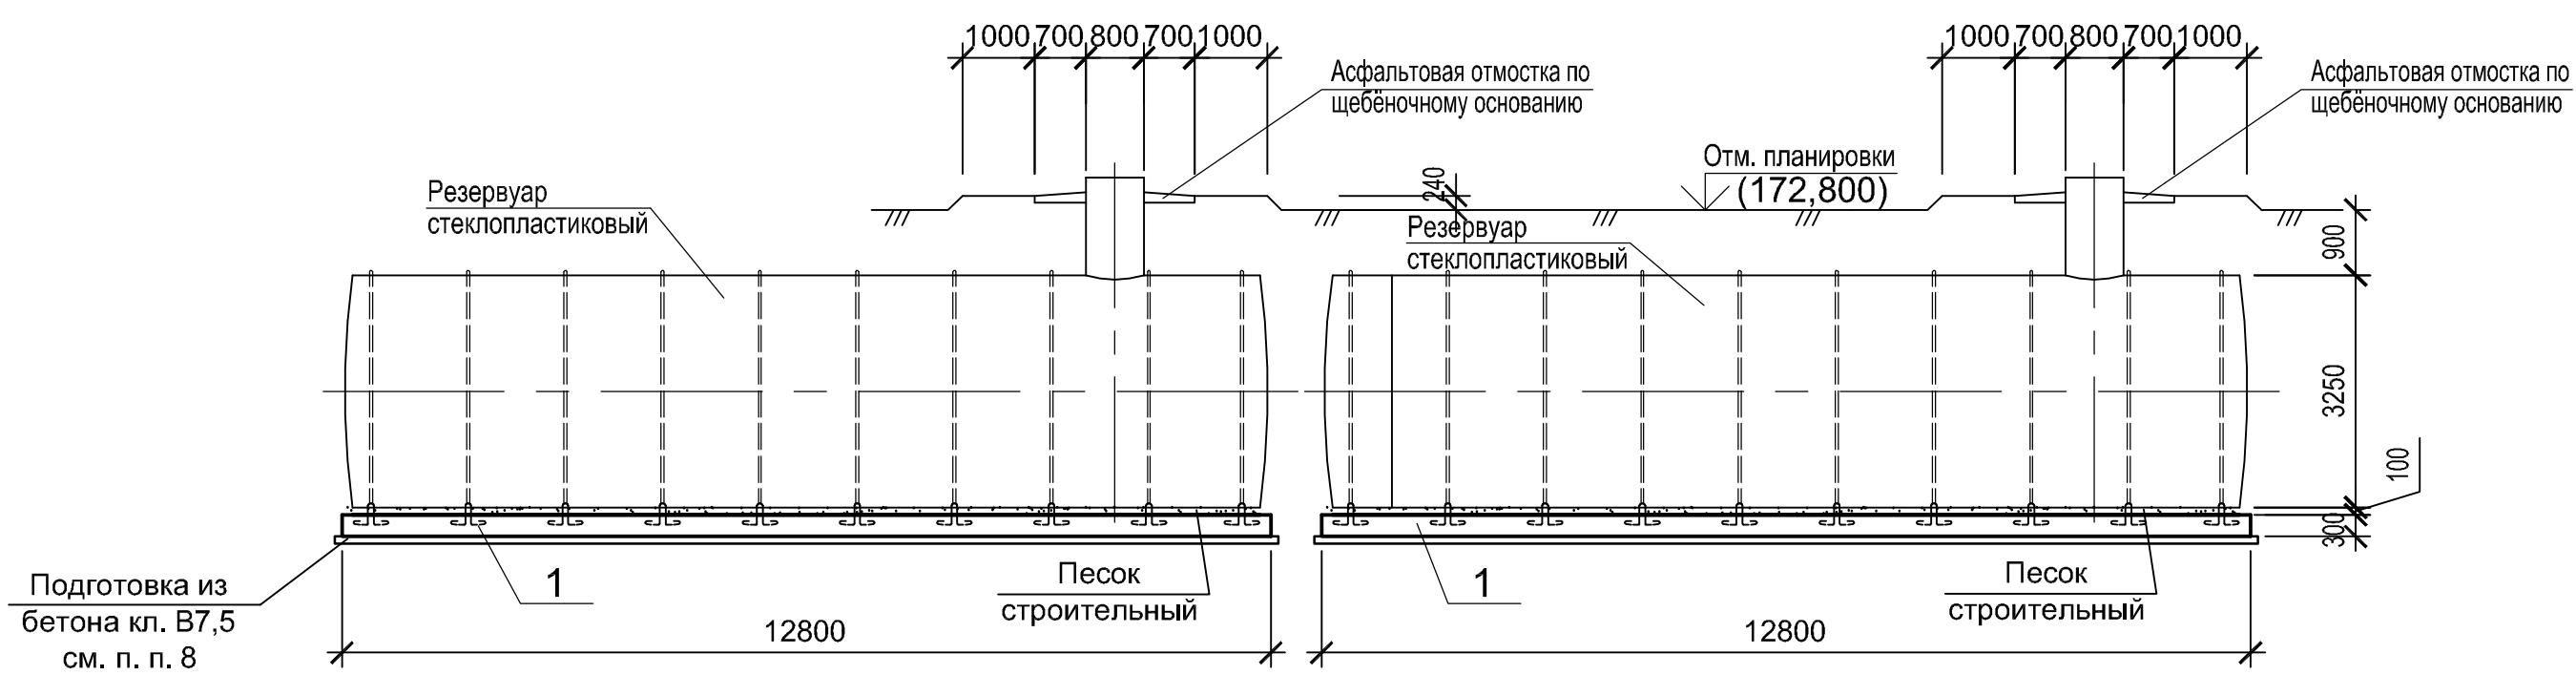 1000 700 800 700 1000
1000 700 800 700 1000
Асфальтовая отмостка по
щебёночному основанию
Асфальтовая отмостка по
щебёночному основанию
Отм. планировки
(172,800)
240
Резервуар
стеклопластиковый
Резервуар
стеклопластиковый
900
3250
100
300
Подготовка из
бетона кл. В7,5
см. п. п. 8
1
Песок
строительный
1
Песок
строительный
12800
12800